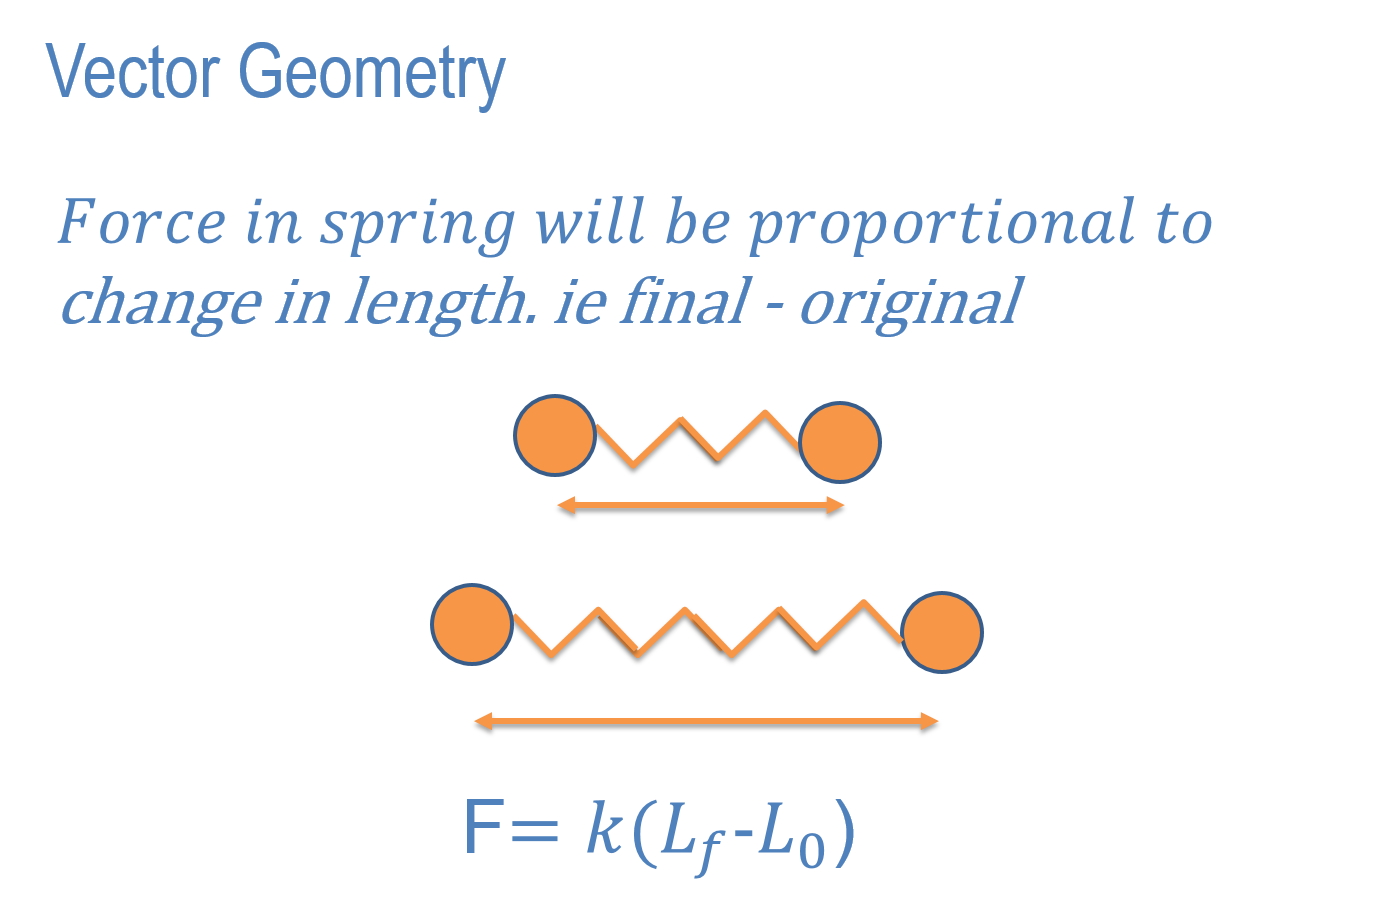 Vector Geometry
Force in spring will be proportional to
change in length. ie final - original
F= k(L_f-L_0)